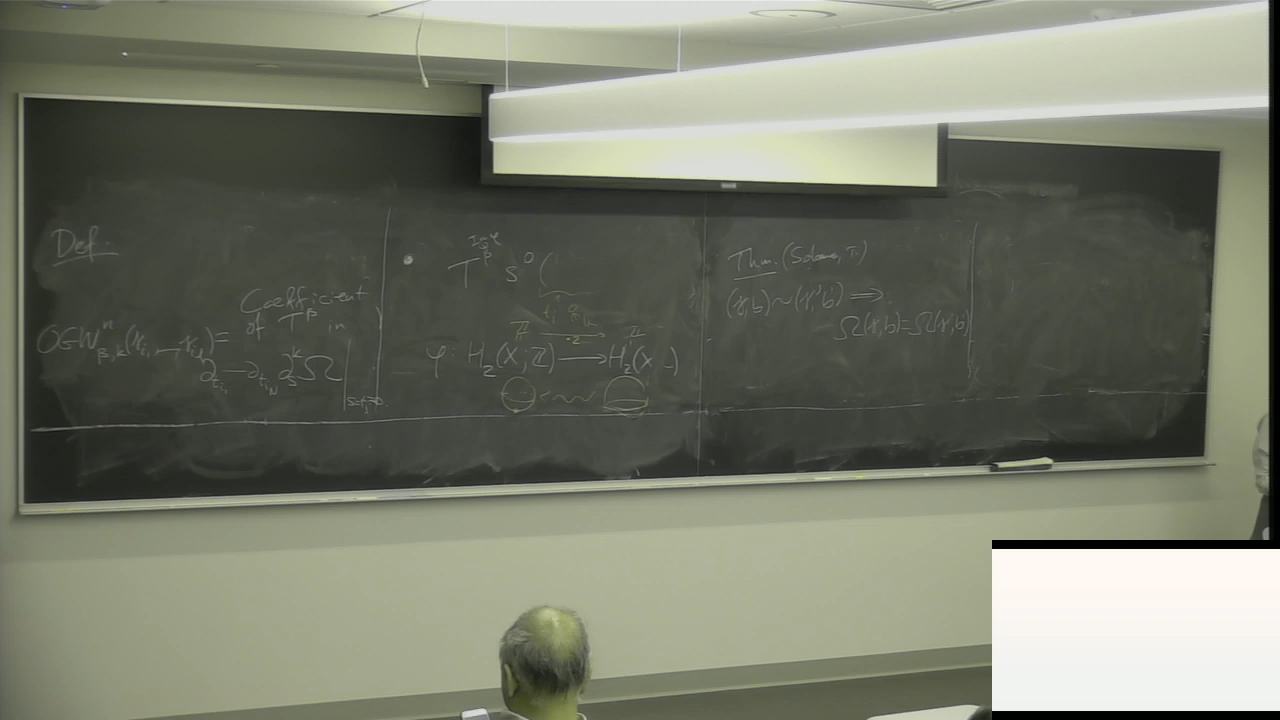 Def:
Coefficient
of T^β in
OGW^n_{β,k}(γ_{i_1}, — γ_{i_N}) =
∂_{t_{i_1}} — ∂_{t_{i_N}} ∂_s^k Ω |
T^β s^0 (
Z Z
φ: H_2(X;Z) ⟶ H_2(X
Thm. (Solomon, T.)
(γ,b) ~ (γ',b') ⟹
Ω(γ,b) = Ω(γ',b')